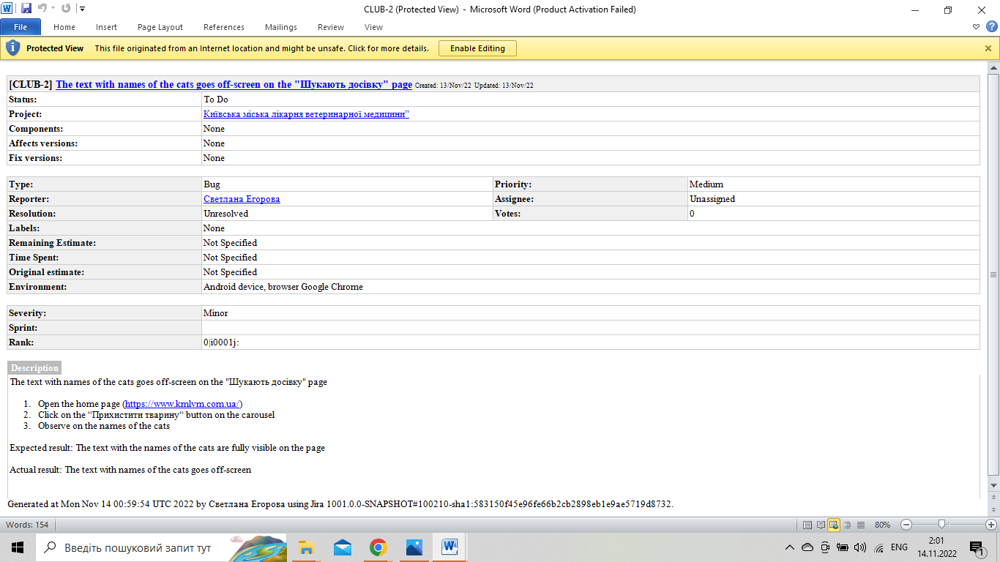 CLUB-2 (Protected View) - Microsoft Word (Product Activation Failed)
File Home Insert Page Layout References Mailings Review View
Protected View This file originated from an Internet location and might be unsafe. Click for more details. Enable Editing
[CLUB-2] The text with names of the cats goes off-screen on the "Шукають досівку" page Created: 13/Nov/22 Updated: 13/Nov/22
Status: To Do
Project: Київська міська лікарня ветеринарної медицини”
Components: None
Affects versions: None
Fix versions: None
Type: Bug Priority: Medium
Reporter: Светлана Егорова Assignee: Unassigned
Resolution: Unresolved Votes: 0
Labels: None
Remaining Estimate: Not Specified
Time Spent: Not Specified
Original estimate: Not Specified
Environment: Android device, browser Google Chrome
Severity: Minor
Sprint:
Rank: 0|i0001j:
Description
The text with names of the cats goes off-screen on the "Шукають досівку" page
1. Open the home page (https://www.kmlvm.com.ua/)
2. Click on the “Прихистити тварину“ button on the carousel
3. Observe on the names of the cats
Expected result: The text with the names of the cats are fully visible on the page
Actual result: The text with names of the cats goes off-screen
Generated at Mon Nov 14 00:59:54 UTC 2022 by Светлана Егорова using Jira 1001.0.0-SNAPSHOT#100210-sha1:583150f45e96fe66b2cb2898eb1e9ae5719d8732.
Words: 154 80%
Введіть пошуковий запит тут ENG 2:01
14.11.2022 1